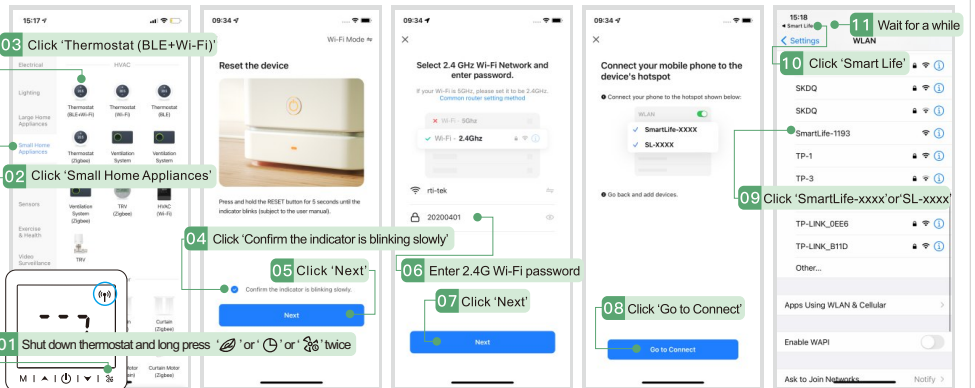 15:17
03 Click 'Thermostat (BLE+Wi-Fi)'
Electrical
HVAC
Lighting
Thermostat
(BLE+Wi-Fi)
Thermostat
(Wi-Fi)
Thermostat
(BLE)
Large Home
Appliances
Small Home
Appliances
Thermostat
(Zigbee)
Ventilation
System
Ventilation
System
02 Click 'Small Home Appliances'
Sensors
Ventilation
System
(Zigbee)
TRV
(Zigbee)
HVAC
(Wi-Fi)
Exercise
& Health
TRV
Video
Surveillance
Curtain
(Zigbee)
01 Shut down thermostat and long press ' ' or ' ' or ' ' twice
Curtain Motor
(Zigbee)
M
09:34
Wi-Fi Mode
Reset the device
Press and hold the RESET button for 5 seconds until the
indicator blinks (subject to the user manual).
04 Click 'Confirm the indicator is blinking slowly'
05 Click 'Next'
Confirm the indicator is blinking slowly.
Next
09:34
Select 2.4 GHz Wi-Fi Network and
enter password.
If your Wi-Fi is 5GHz, please set it to be 2.4GHz.
Common router setting method
Wi-Fi - 5Ghz
Wi-Fi - 2.4Ghz
rti-tek
20200401
06 Enter 2.4G Wi-Fi password
07 Click 'Next'
Next
09:34
Connect your mobile phone to the
device's hotspot
Connect your phone to the hotspot shown below:
WLAN
SmartLife-XXXX
SL-XXXX
Go back and add devices.
08 Click 'Go to Connect'
Go to Connect
15:18
Smart Life
11 Wait for a while
Settings
WLAN
10 Click 'Smart Life'
SKDQ
SKDQ
SmartLife-1193
TP-1
TP-3
09 Click 'SmartLife-xxxx'or'SL-xxxx'
TP-LINK_0EE6
TP-LINK_B11D
Other...
Apps Using WLAN & Cellular
Enable WAPI
Ask to Join Networks
Notify